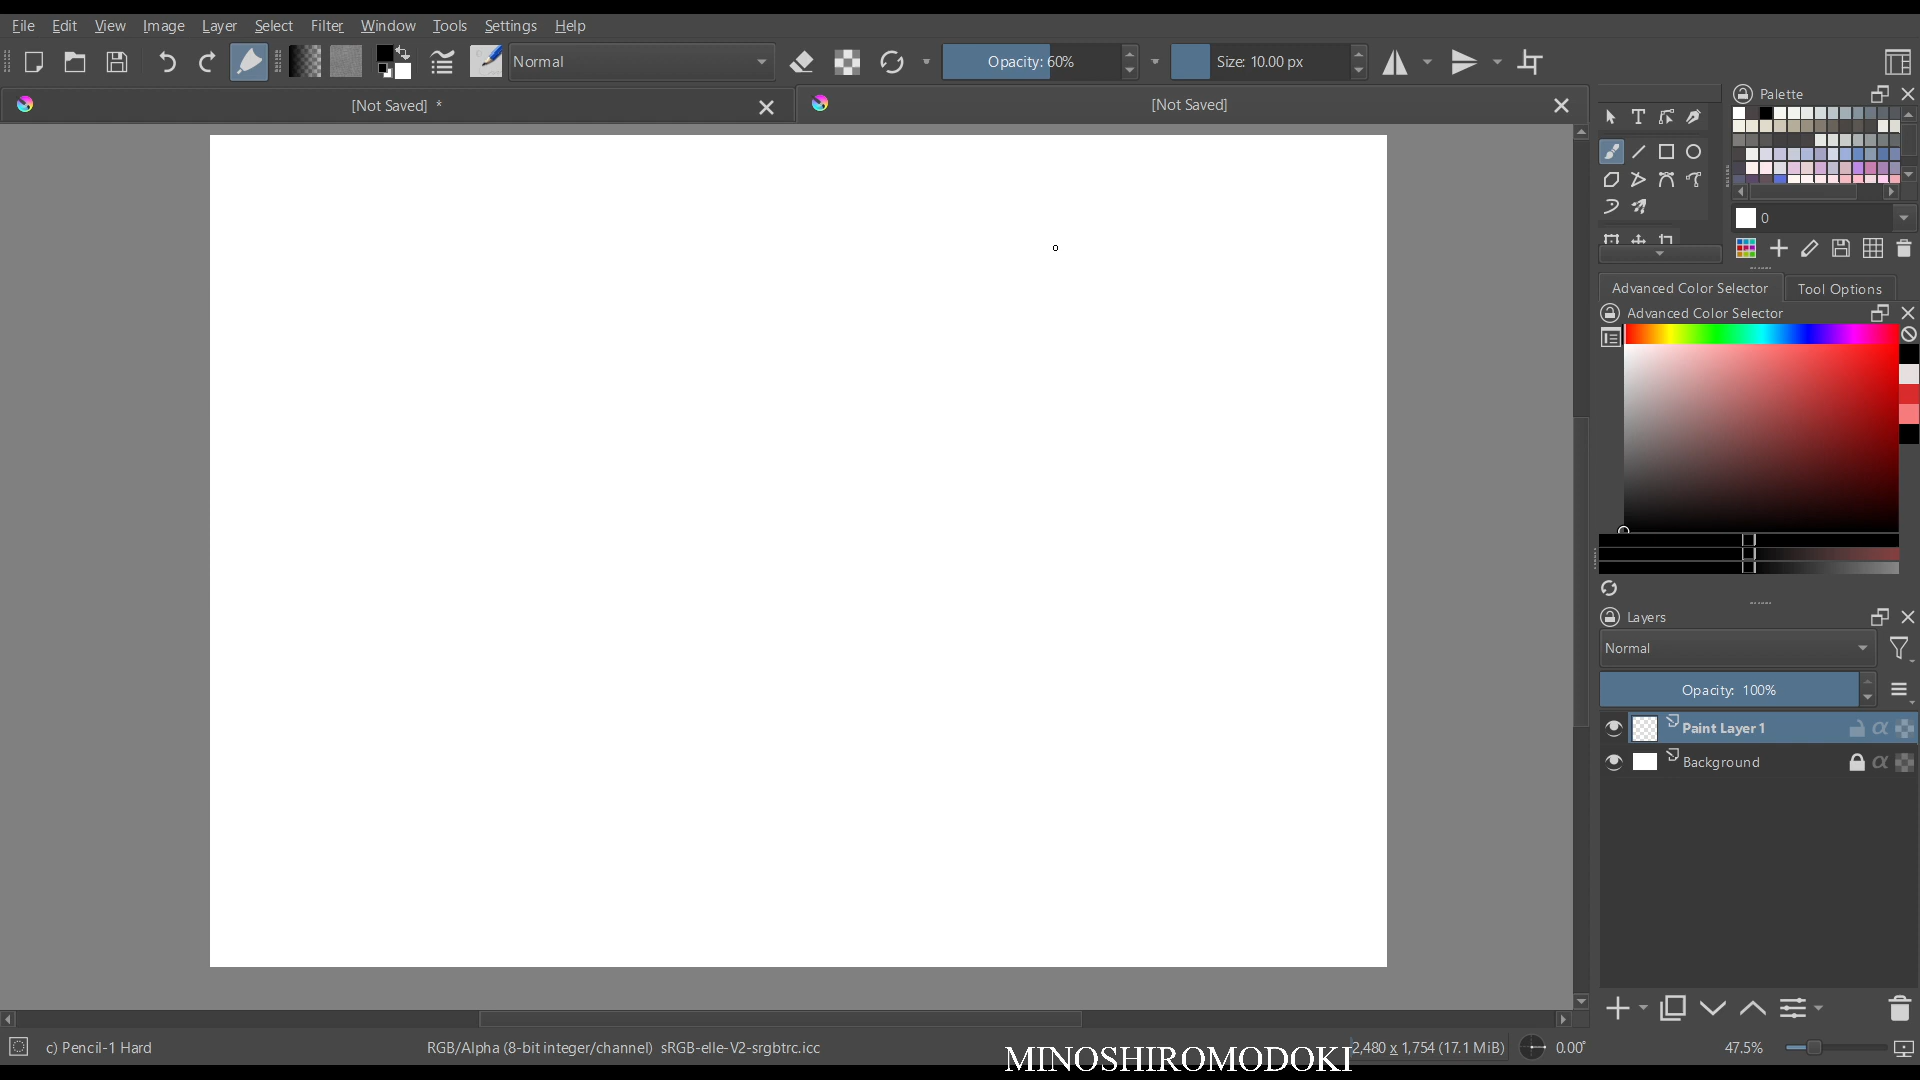 File Edit View Image Layer Select Filter Window Tools Settings Help
Normal Opacity: 60% Size: 10.00 px
[Not Saved] * [Not Saved]
Palette
0
Advanced Color Selector Tool Options
Advanced Color Selector
Layers
Normal
Opacity: 100%
Paint Layer 1
Background
c) Pencil-1 Hard RGB/Alpha (8-bit integer/channel) sRGB-elle-V2-srgbtrc.icc MINOSHIROMODOKI 2,480 x 1,754 (17.1 MiB) 0.00° 47.5%